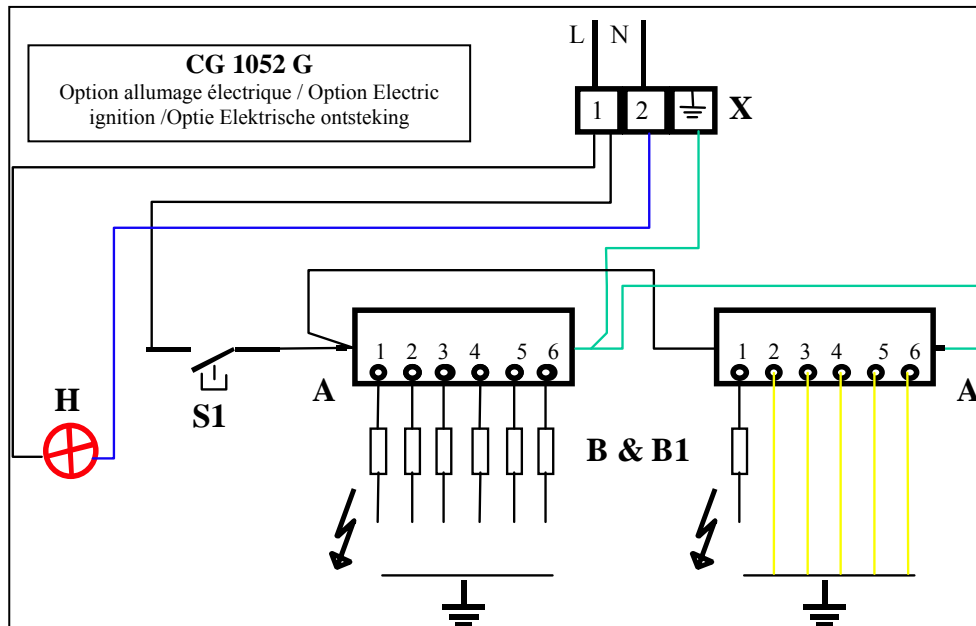 CG 1052 G
Option allumage électrique / Option Electric
ignition /Optie Elektrische ontsteking
L N
1 2 X
1 2 3 4 5 6
1 2 3 4 5 6
A
A
S1
H
B & B1